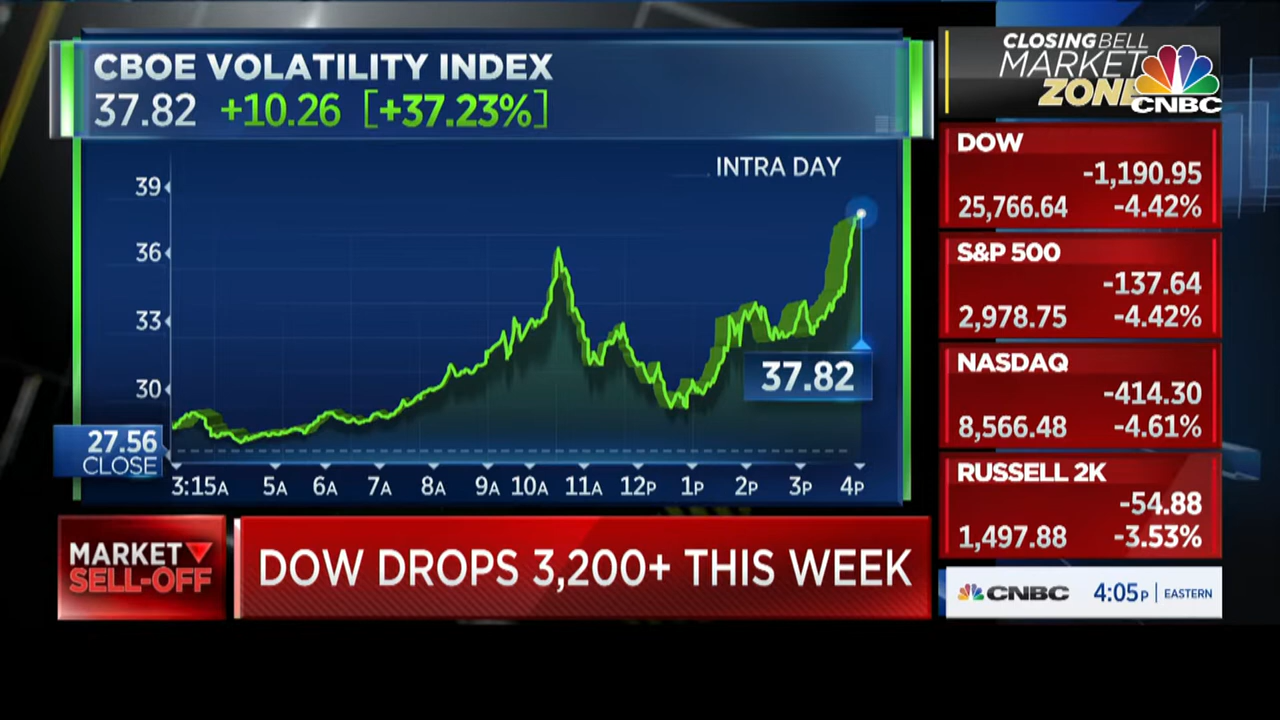 CBOE VOLATILITY INDEX
37.82 +10.26 [+37.23%]
INTRA DAY
39
36
33
30
27.56
CLOSE
37.82
3:15A 5A 6A 7A 8A 9A 10A 11A 12P 1P 2P 3P 4P
MARKET
SELL-OFF
DOW DROPS 3,200+ THIS WEEK
CLOSING BELL
MARKET
ZONE
CNBC
DOW
-1,190.95
25,766.64 -4.42%
S&P 500
-137.64
2,978.75 -4.42%
NASDAQ
-414.30
8,566.48 -4.61%
RUSSELL 2K
-54.88
1,497.88 -3.53%
CNBC 4:05P EASTERN